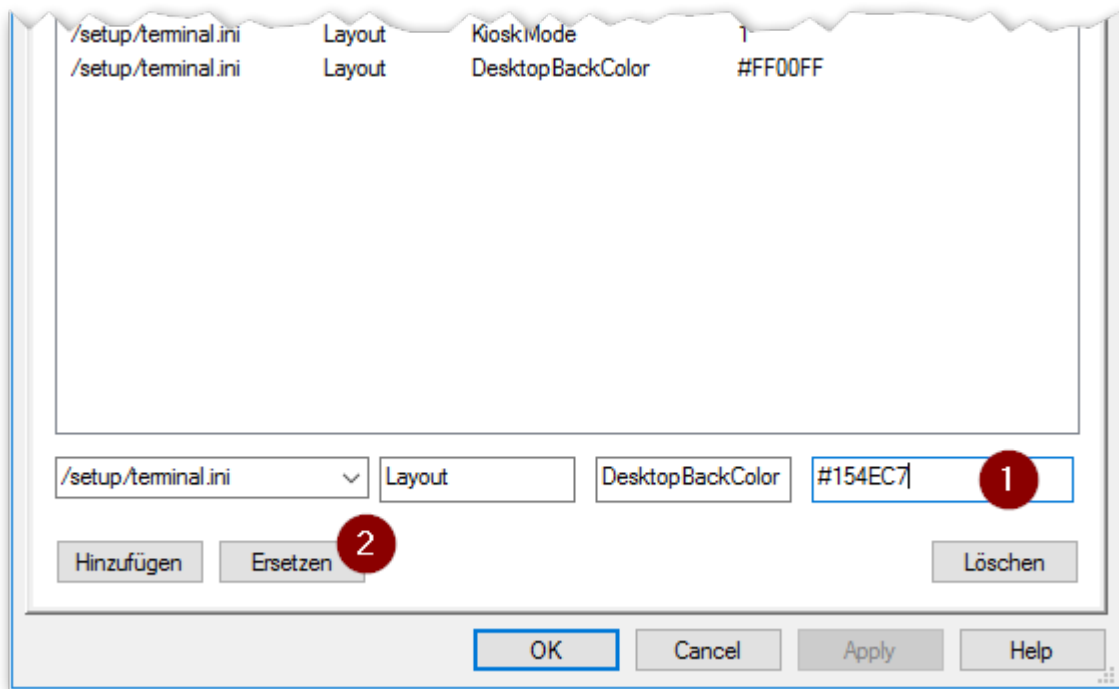 /setup/terminal.ini Layout KioskMode 1
/setup/terminal.ini Layout DesktopBackColor #FF00FF
/setup/terminal.ini Layout DesktopBackColor #154EC7 1
Hinzufügen Ersetzen 2 Löschen
OK Cancel Apply Help